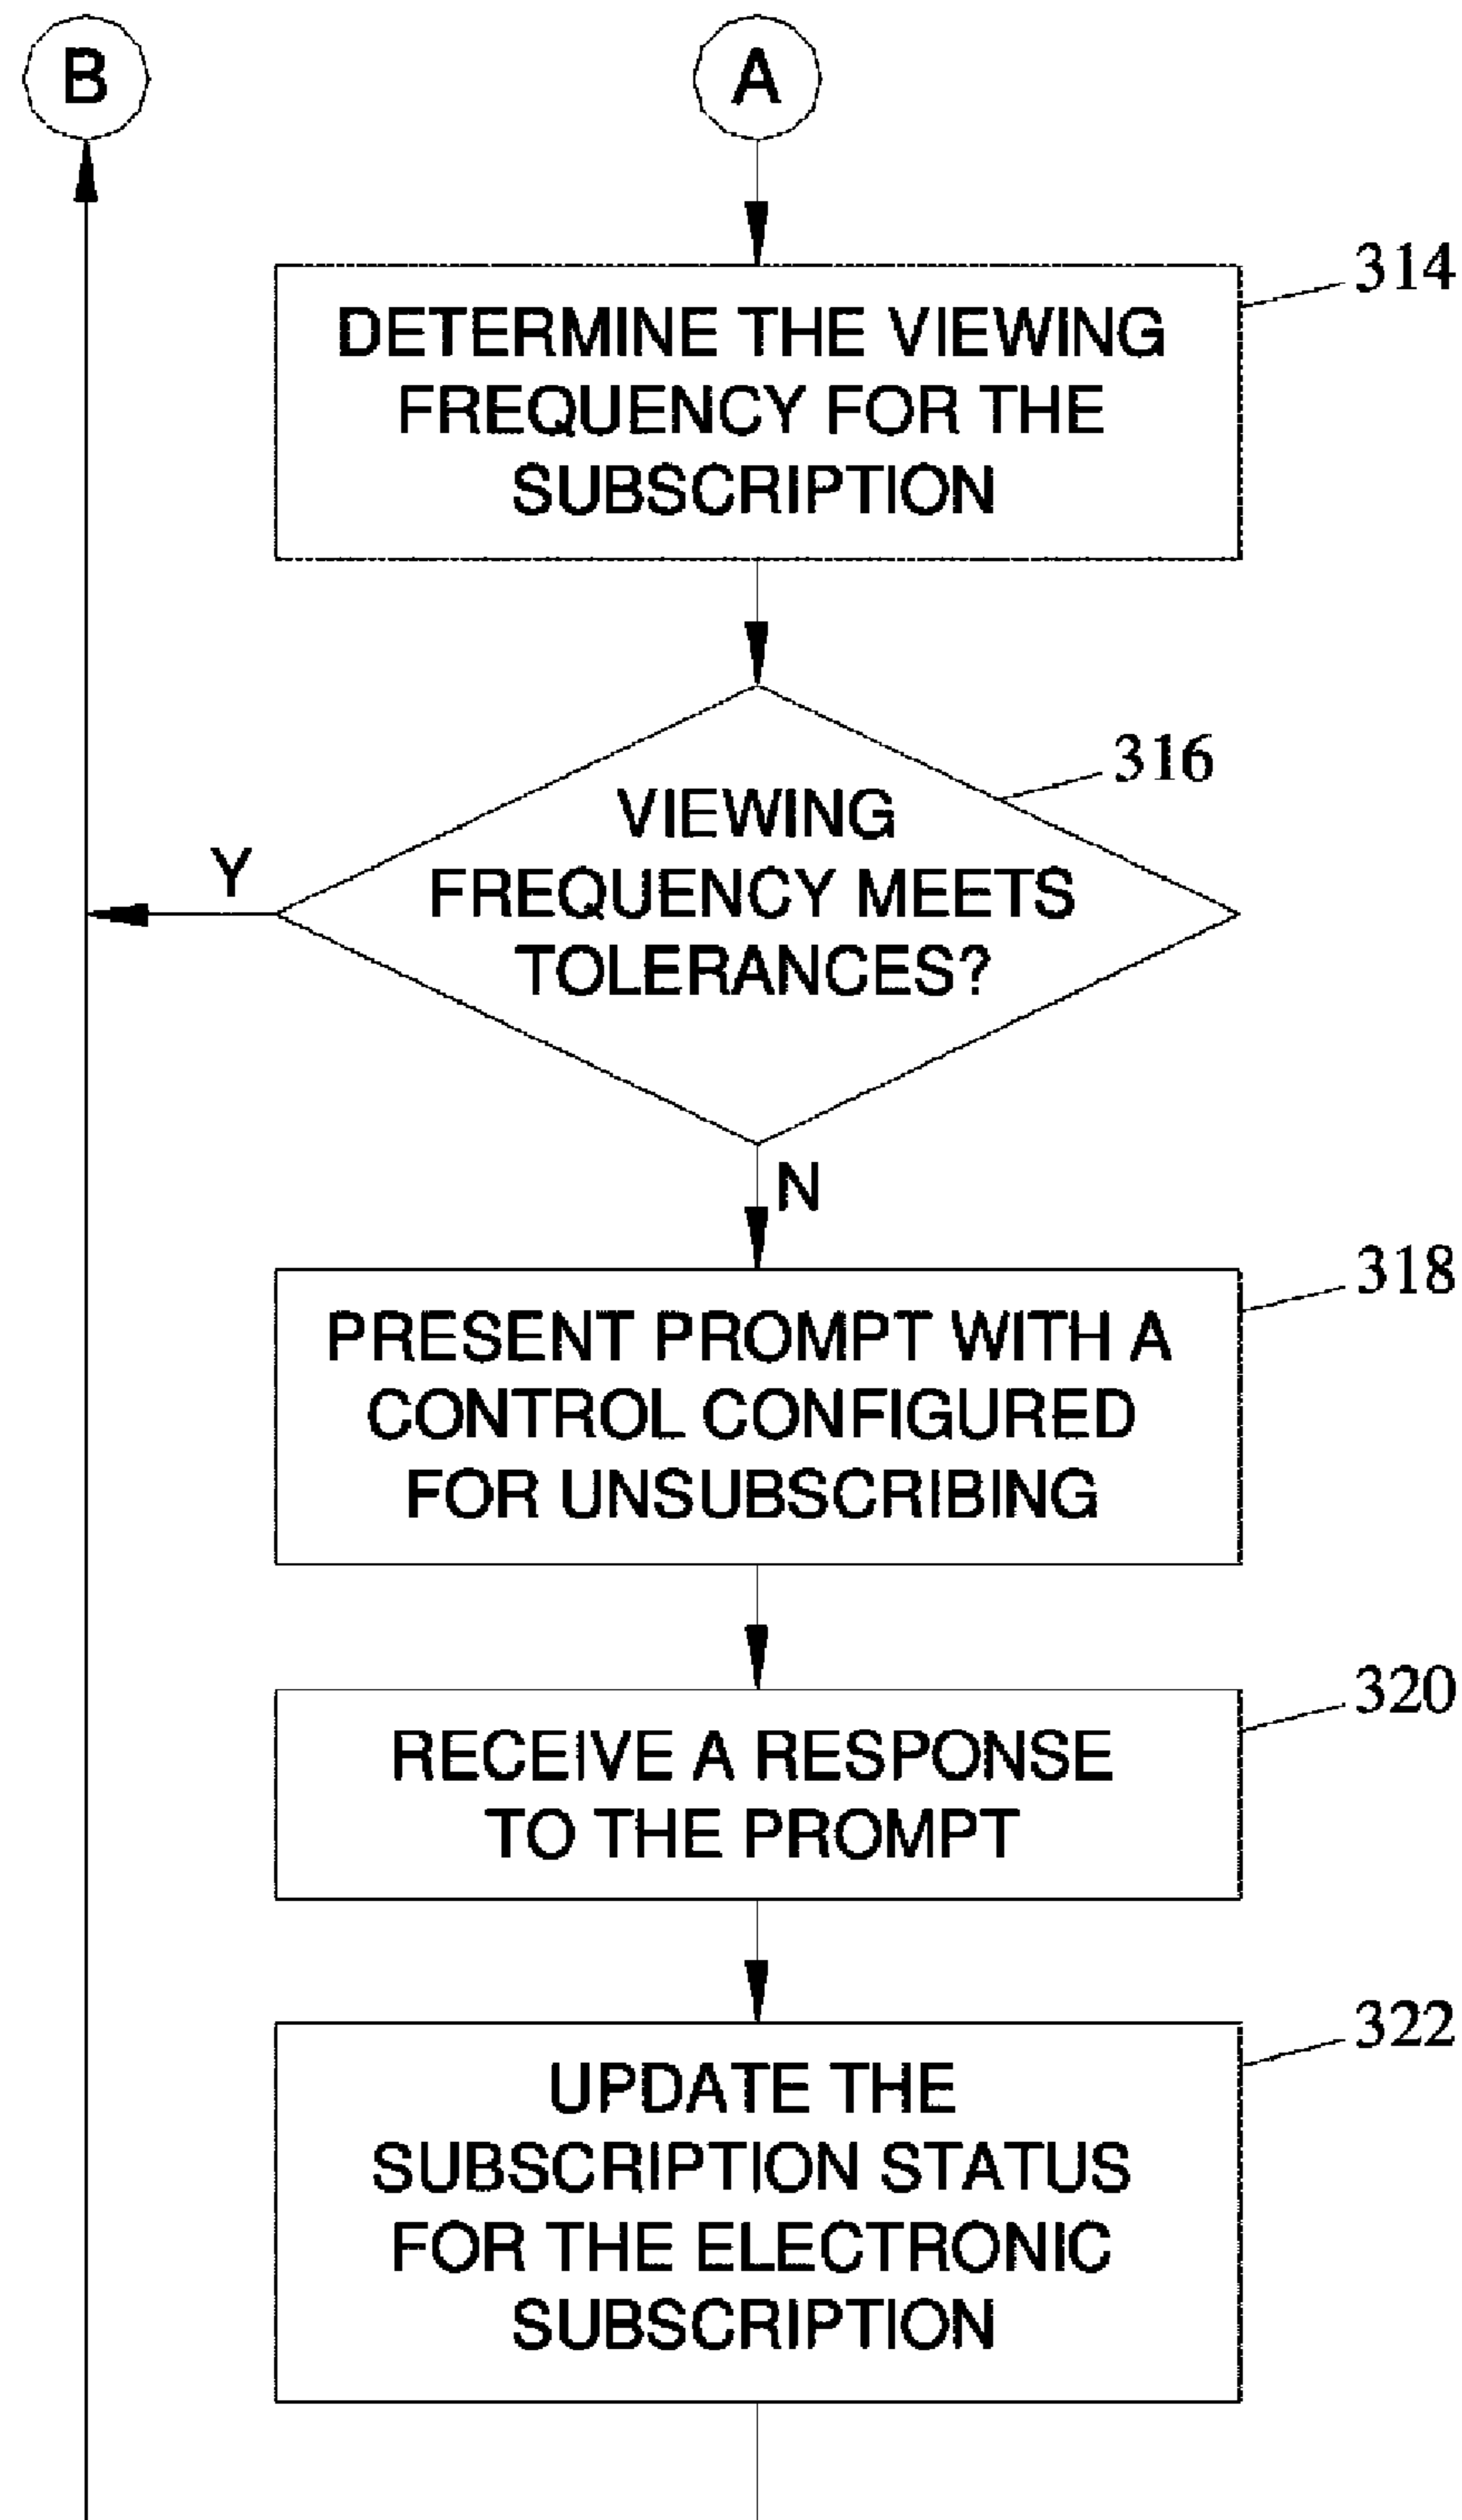 B
A
314
DETERMINE THE VIEWING
FREQUENCY FOR THE
SUBSCRIPTION
316
VIEWING
FREQUENCY MEETS
TOLERANCES?
Y
N
318
PRESENT PROMPT WITH A
CONTROL CONFIGURED
FOR UNSUBSCRIBING
320
RECEIVE A RESPONSE
TO THE PROMPT
322
UPDATE THE
SUBSCRIPTION STATUS
FOR THE ELECTRONIC
SUBSCRIPTION